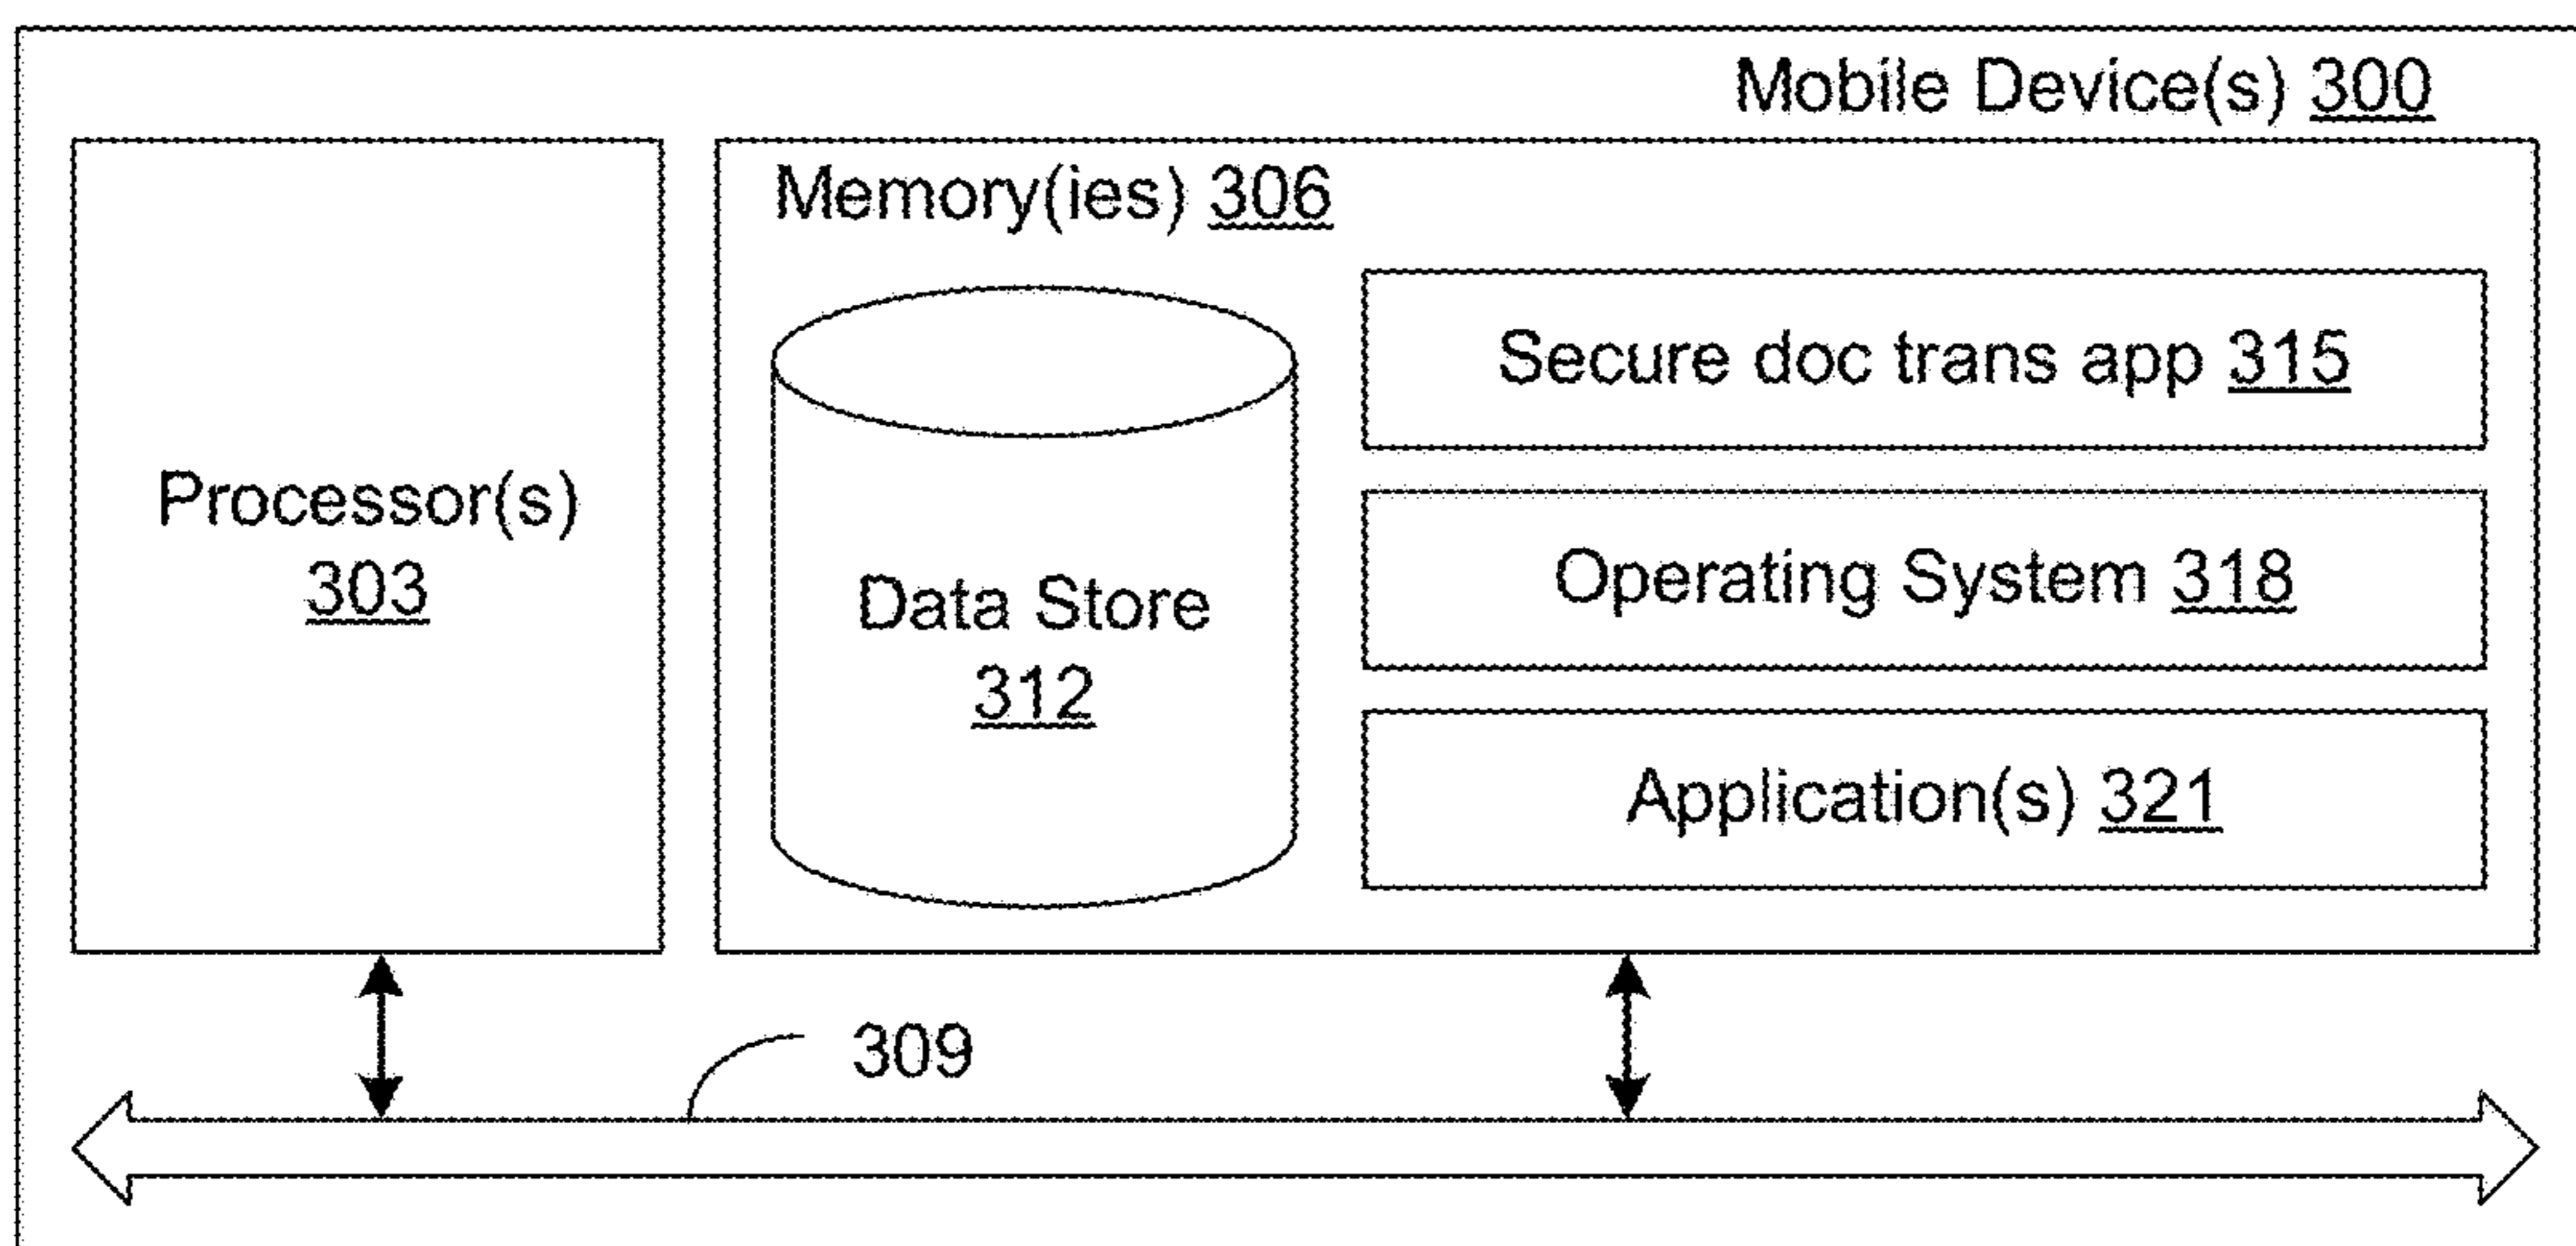 Mobile Device(s) 300
Memory(ies) 306
Processor(s)
303
Data Store
312
Secure doc trans app 315
Operating System 318
Application(s) 321
309